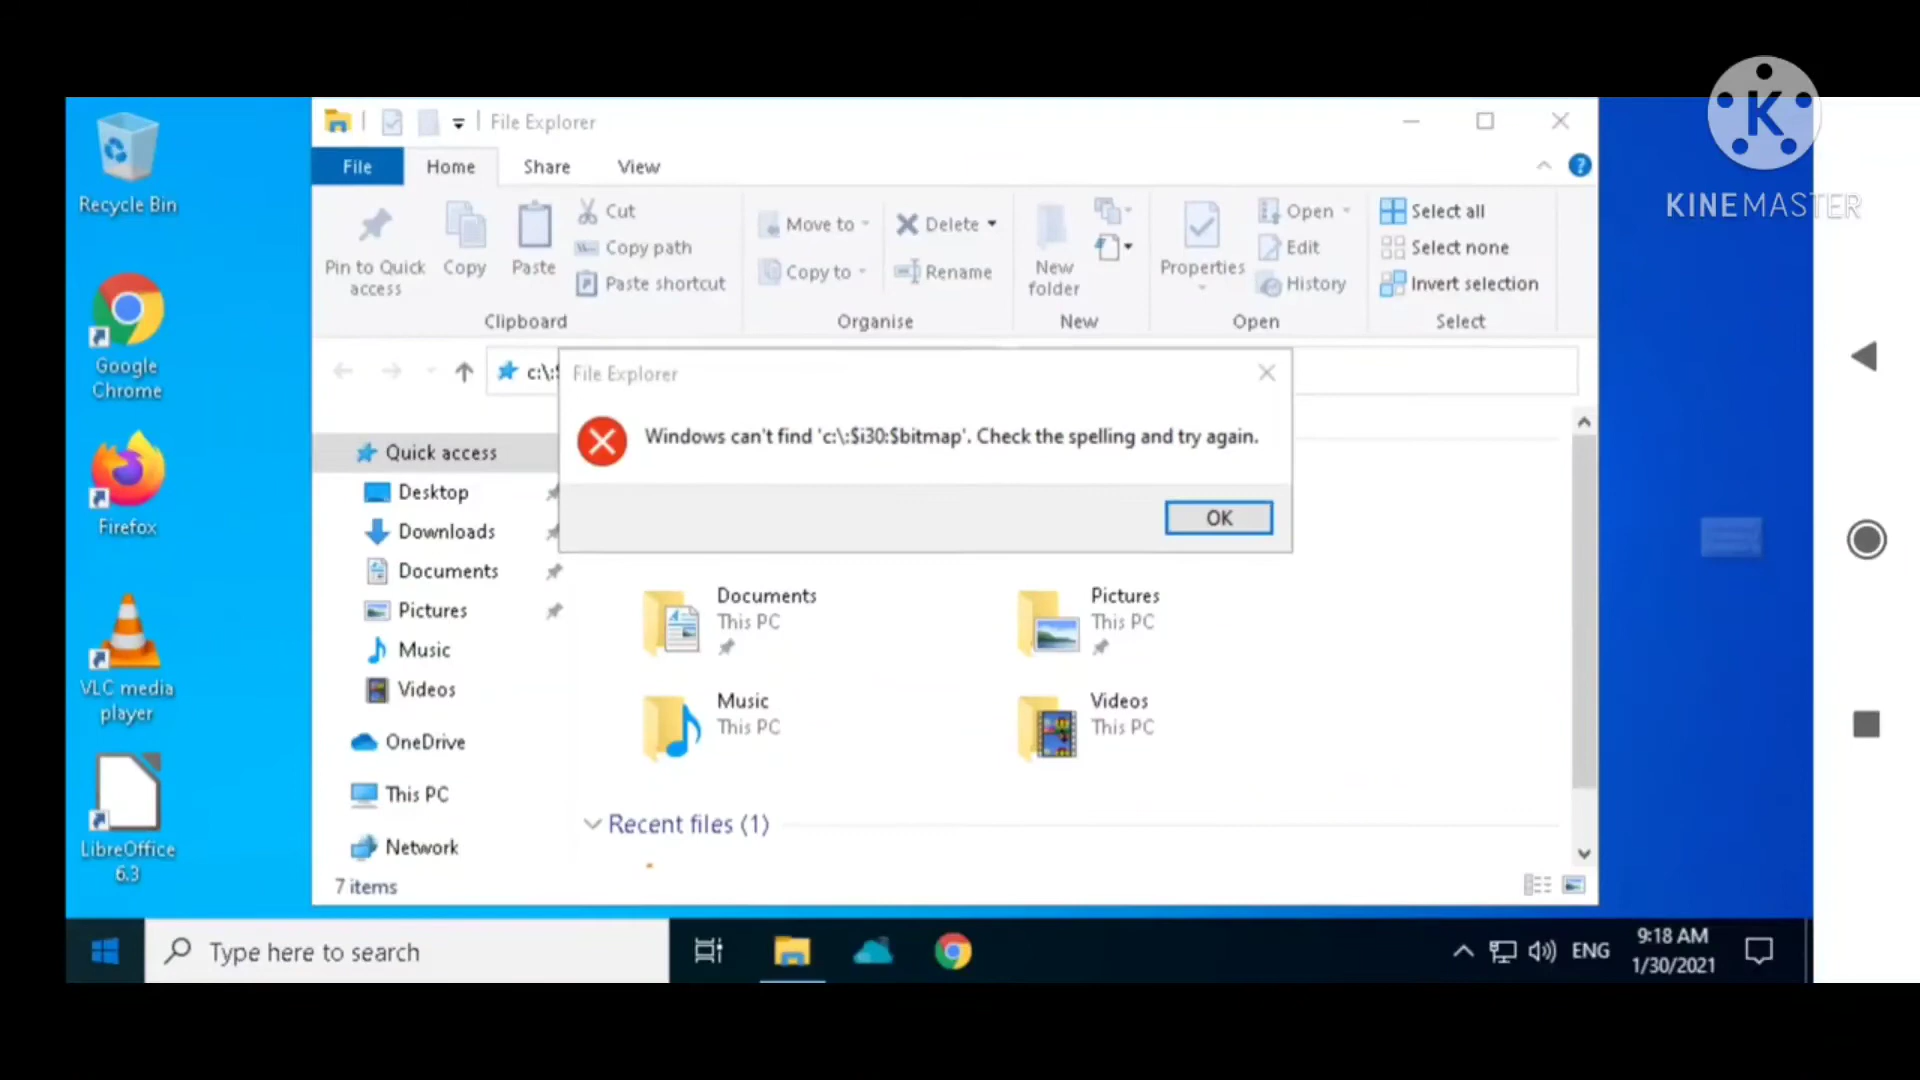 KINEMASTER
Recycle Bin
Google
Chrome
Firefox
VLC media
player
LibreOffice
6.3
File Explorer
File
Home
Share
View
Pin to Quick
access
Copy
Paste
Cut
Copy path
Paste shortcut
Clipboard
Move to
Copy to
Delete
Rename
Organise
New
folder
New
Properties
Open
Edit
History
Open
Select all
Select none
Invert selection
Select
c:\:
File Explorer
Windows can't find 'c:\:$i30:$bitmap'. Check the spelling and try again.
OK
Quick access
Desktop
Downloads
Documents
Pictures
Music
Videos
OneDrive
This PC
Network
Documents
This PC
Pictures
This PC
Music
This PC
Videos
This PC
Recent files (1)
7 items
Type here to search
ENG
9:18 AM
1/30/2021